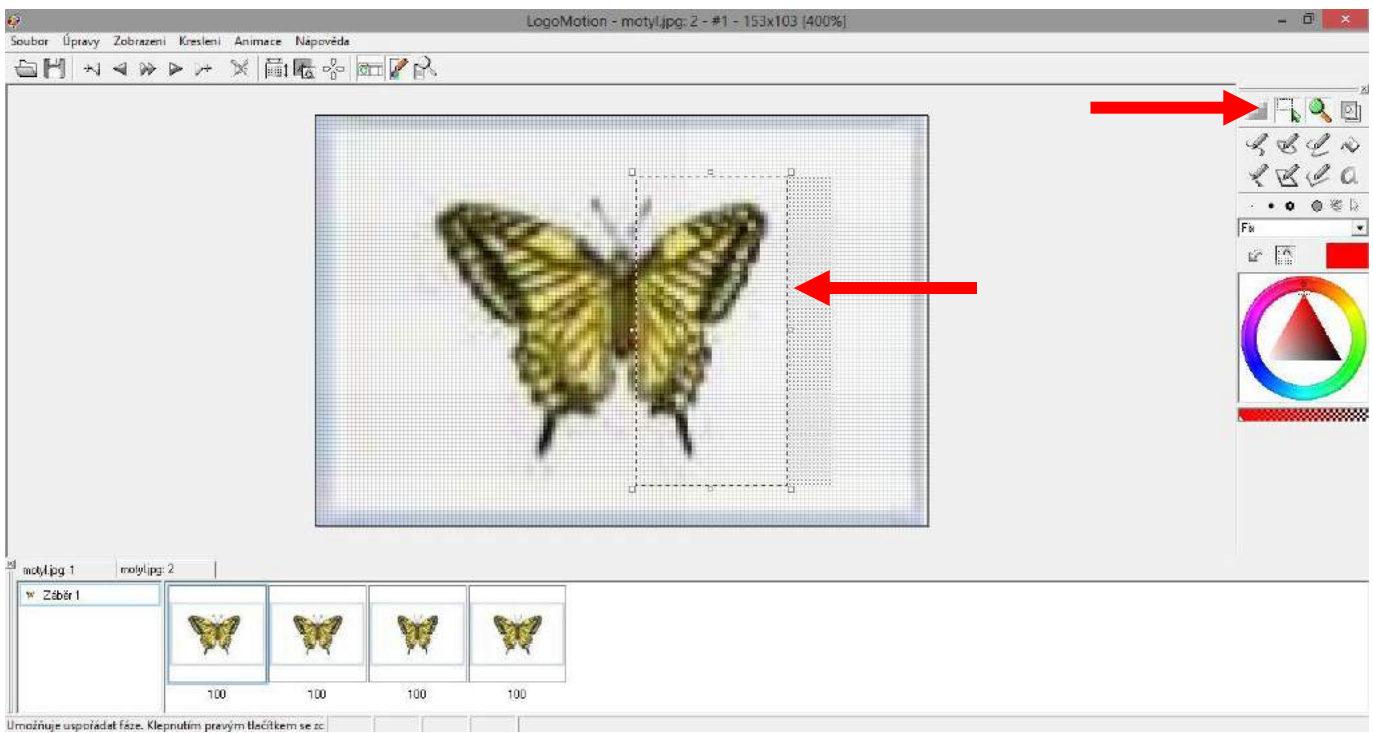 LogoMotion - motyl.jpg: 2 - #1 - 153x103 [400%]
Soubor Úpravy Zobrazení Kreslení Animace Nápověda
Fix
motyl.jpg: 1 motyl.jpg: 2
Záběr 1
100 100 100 100
Umožňuje uspořádat fáze. Klepnutím pravým tlačítkem se zc